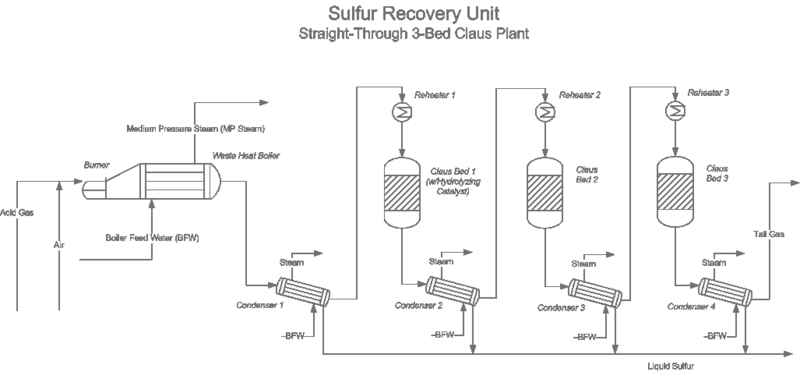 Sulfur Recovery Unit
Straight-Through 3-Bed Claus Plant
Reheater 1
Reheater 2
Reheater 3
Medium Pressure Steam (MP Steam)
Burner
Waste Heat Boiler
Claus Bed 1
(w/Hydrolyzing
Catalyst)
Claus
Bed 2
Claus
Bed 3
Acid Gas
Air
Boiler Feed Water (BFW)
Tail Gas
Steam
Steam
Steam
Steam
Condenser 1
Condenser 2
Condenser 3
Condenser 4
BFW
BFW
BFW
BFW
Liquid Sulfur